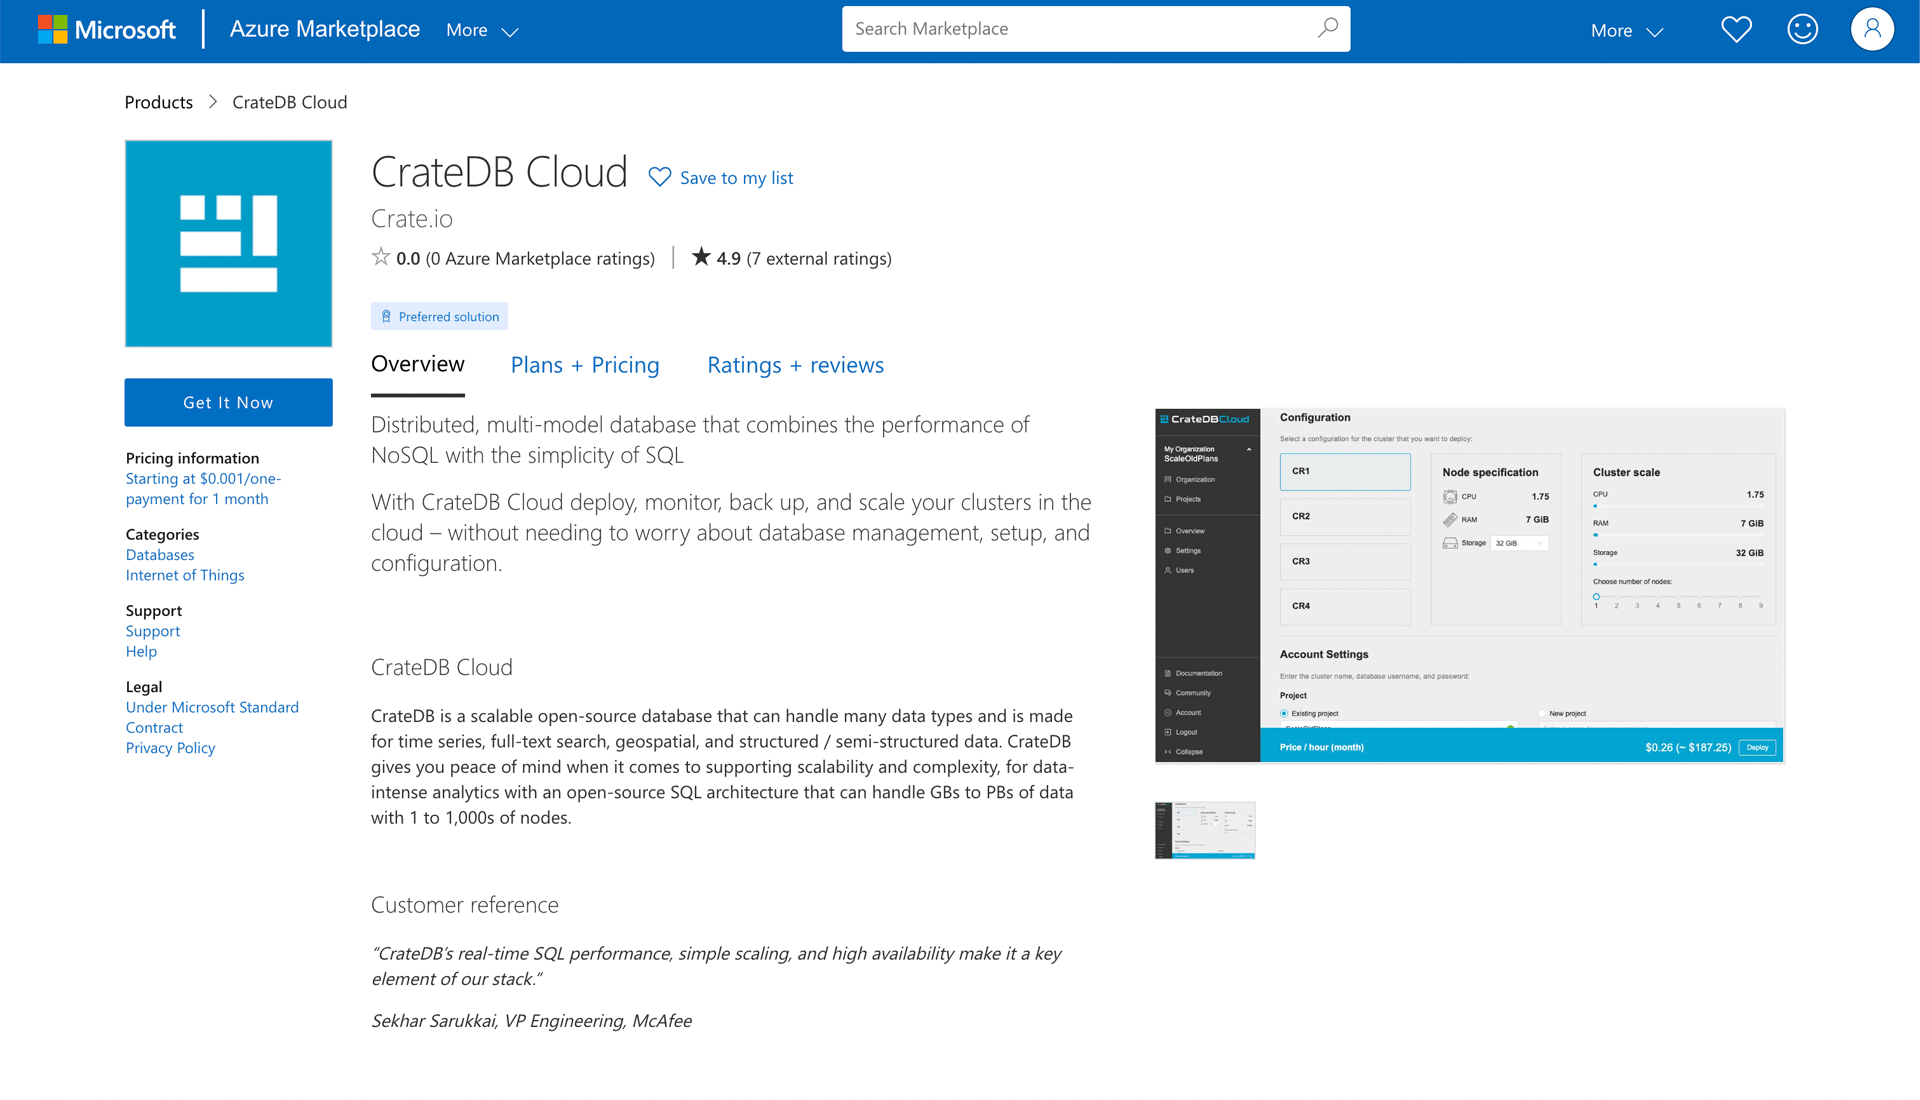 Microsoft
Azure Marketplace
More
Search Marketplace
More
Products > CrateDB Cloud
CrateDB Cloud
Save to my list
Crate.io
0.0 (0 Azure Marketplace ratings) | 4.9 (7 external ratings)
Preferred solution
Overview
Plans + Pricing
Ratings + reviews
Get It Now
Pricing information
Starting at $0.001/one-
payment for 1 month
Categories
Databases
Internet of Things
Support
Support
Help
Legal
Under Microsoft Standard
Contract
Privacy Policy
Distributed, multi-model database that combines the performance of
NoSQL with the simplicity of SQL
With CrateDB Cloud deploy, monitor, back up, and scale your clusters in the
cloud – without needing to worry about database management, setup, and
configuration.
CrateDB Cloud
CrateDB is a scalable open-source database that can handle many data types and is made
for time series, full-text search, geospatial, and structured / semi-structured data. CrateDB
gives you peace of mind when it comes to supporting scalability and complexity, for data-
intense analytics with an open-source SQL architecture that can handle GBs to PBs of data
with 1 to 1,000s of nodes.
Customer reference
“CrateDB’s real-time SQL performance, simple scaling, and high availability make it a key
element of our stack.”
Sekhar Sarukkai, VP Engineering, McAfee
CrateDBCloud
My Organization
ScaleOldPlans
Organization
Projects
Overview
Settings
Users
Documentation
Community
Account
Logout
Collapse
Configuration
Select a configuration for the cluster that you want to deploy:
CR1
CR2
CR3
CR4
Node specification
CPU 1.75
RAM 7 GiB
Storage 32 GiB
Cluster scale
CPU 1.75
RAM 7 GiB
Storage 32 GiB
Choose number of nodes:
1 2 3 4 5 6 7 8 9
Account Settings
Enter the cluster name, database username, and password:
Project
Existing project
New project
Price / hour (month)
$0.26 (~ $187.25)
Deploy